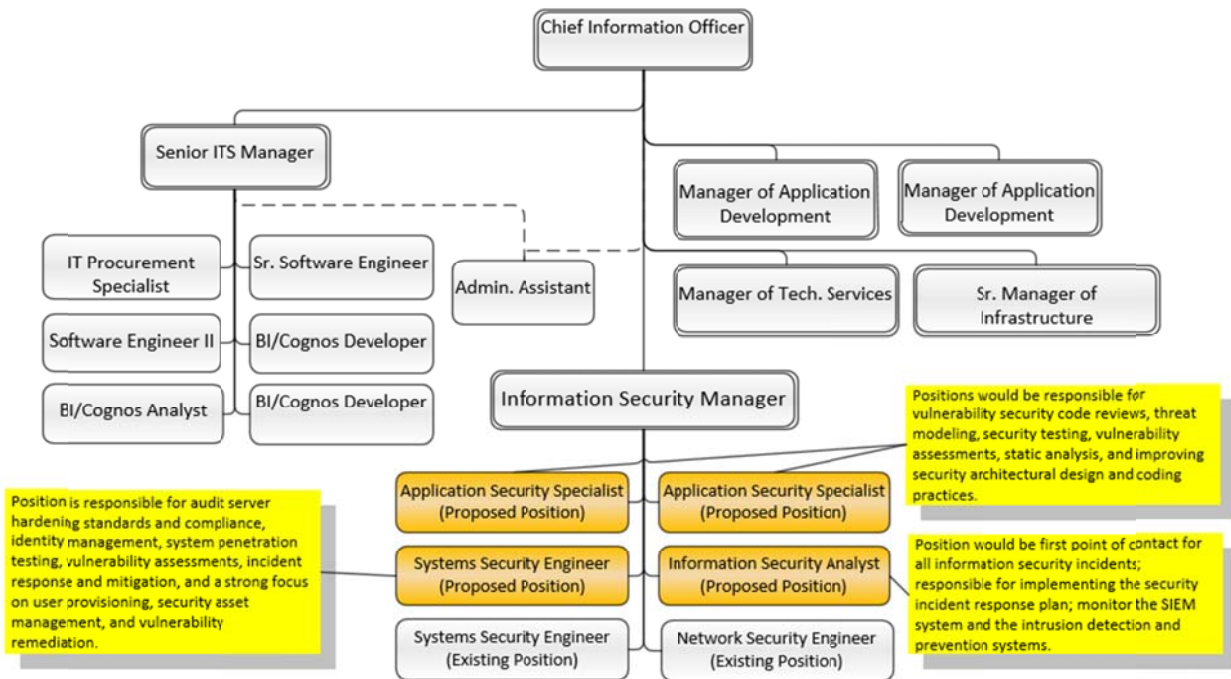 Chief Information Officer
Senior ITS Manager
Manager of Application
Development
Manager of Application
Development
IT Procurement
Specialist
Sr. Software Engineer
Admin. Assistant
Manager of Tech. Services
Sr. Manager of
Infrastructure
Software Engineer II
BI/Cognos Developer
BI/Cognos Analyst
BI/Cognos Developer
Information Security Manager
Positions would be responsible for
vulnerability security code reviews, threat
modeling, security testing, vulnerability
assessments, static analysis, and improving
security architectural design and coding
practices.
Application Security Specialist
(Proposed Position)
Application Security Specialist
(Proposed Position)
Position is responsible for audit server
hardening standards and compliance,
identity management, system penetration
testing, vulnerability assessments, incident
response and mitigation, and a strong focus
on user provisioning, security asset
management, and vulnerability
remediation.
Systems Security Engineer
(Proposed Position)
Information Security Analyst
(Proposed Position)
Position would be first point of contact for
all information security incidents;
responsible for implementing the security
incident response plan; monitor the SIEM
system and the intrusion detection and
prevention systems.
Systems Security Engineer
(Existing Position)
Network Security Engineer
(Existing Position)